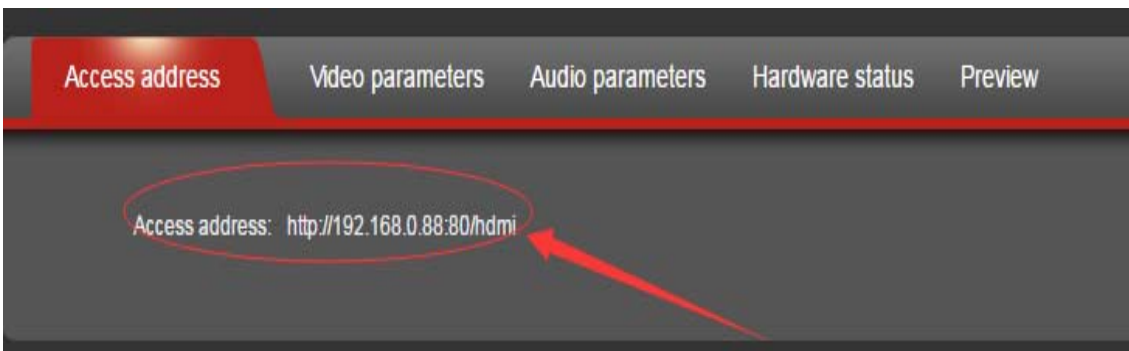 Access address Video parameters Audio parameters Hardware status Preview
Access address: http://192.168.0.88:80/hdmi